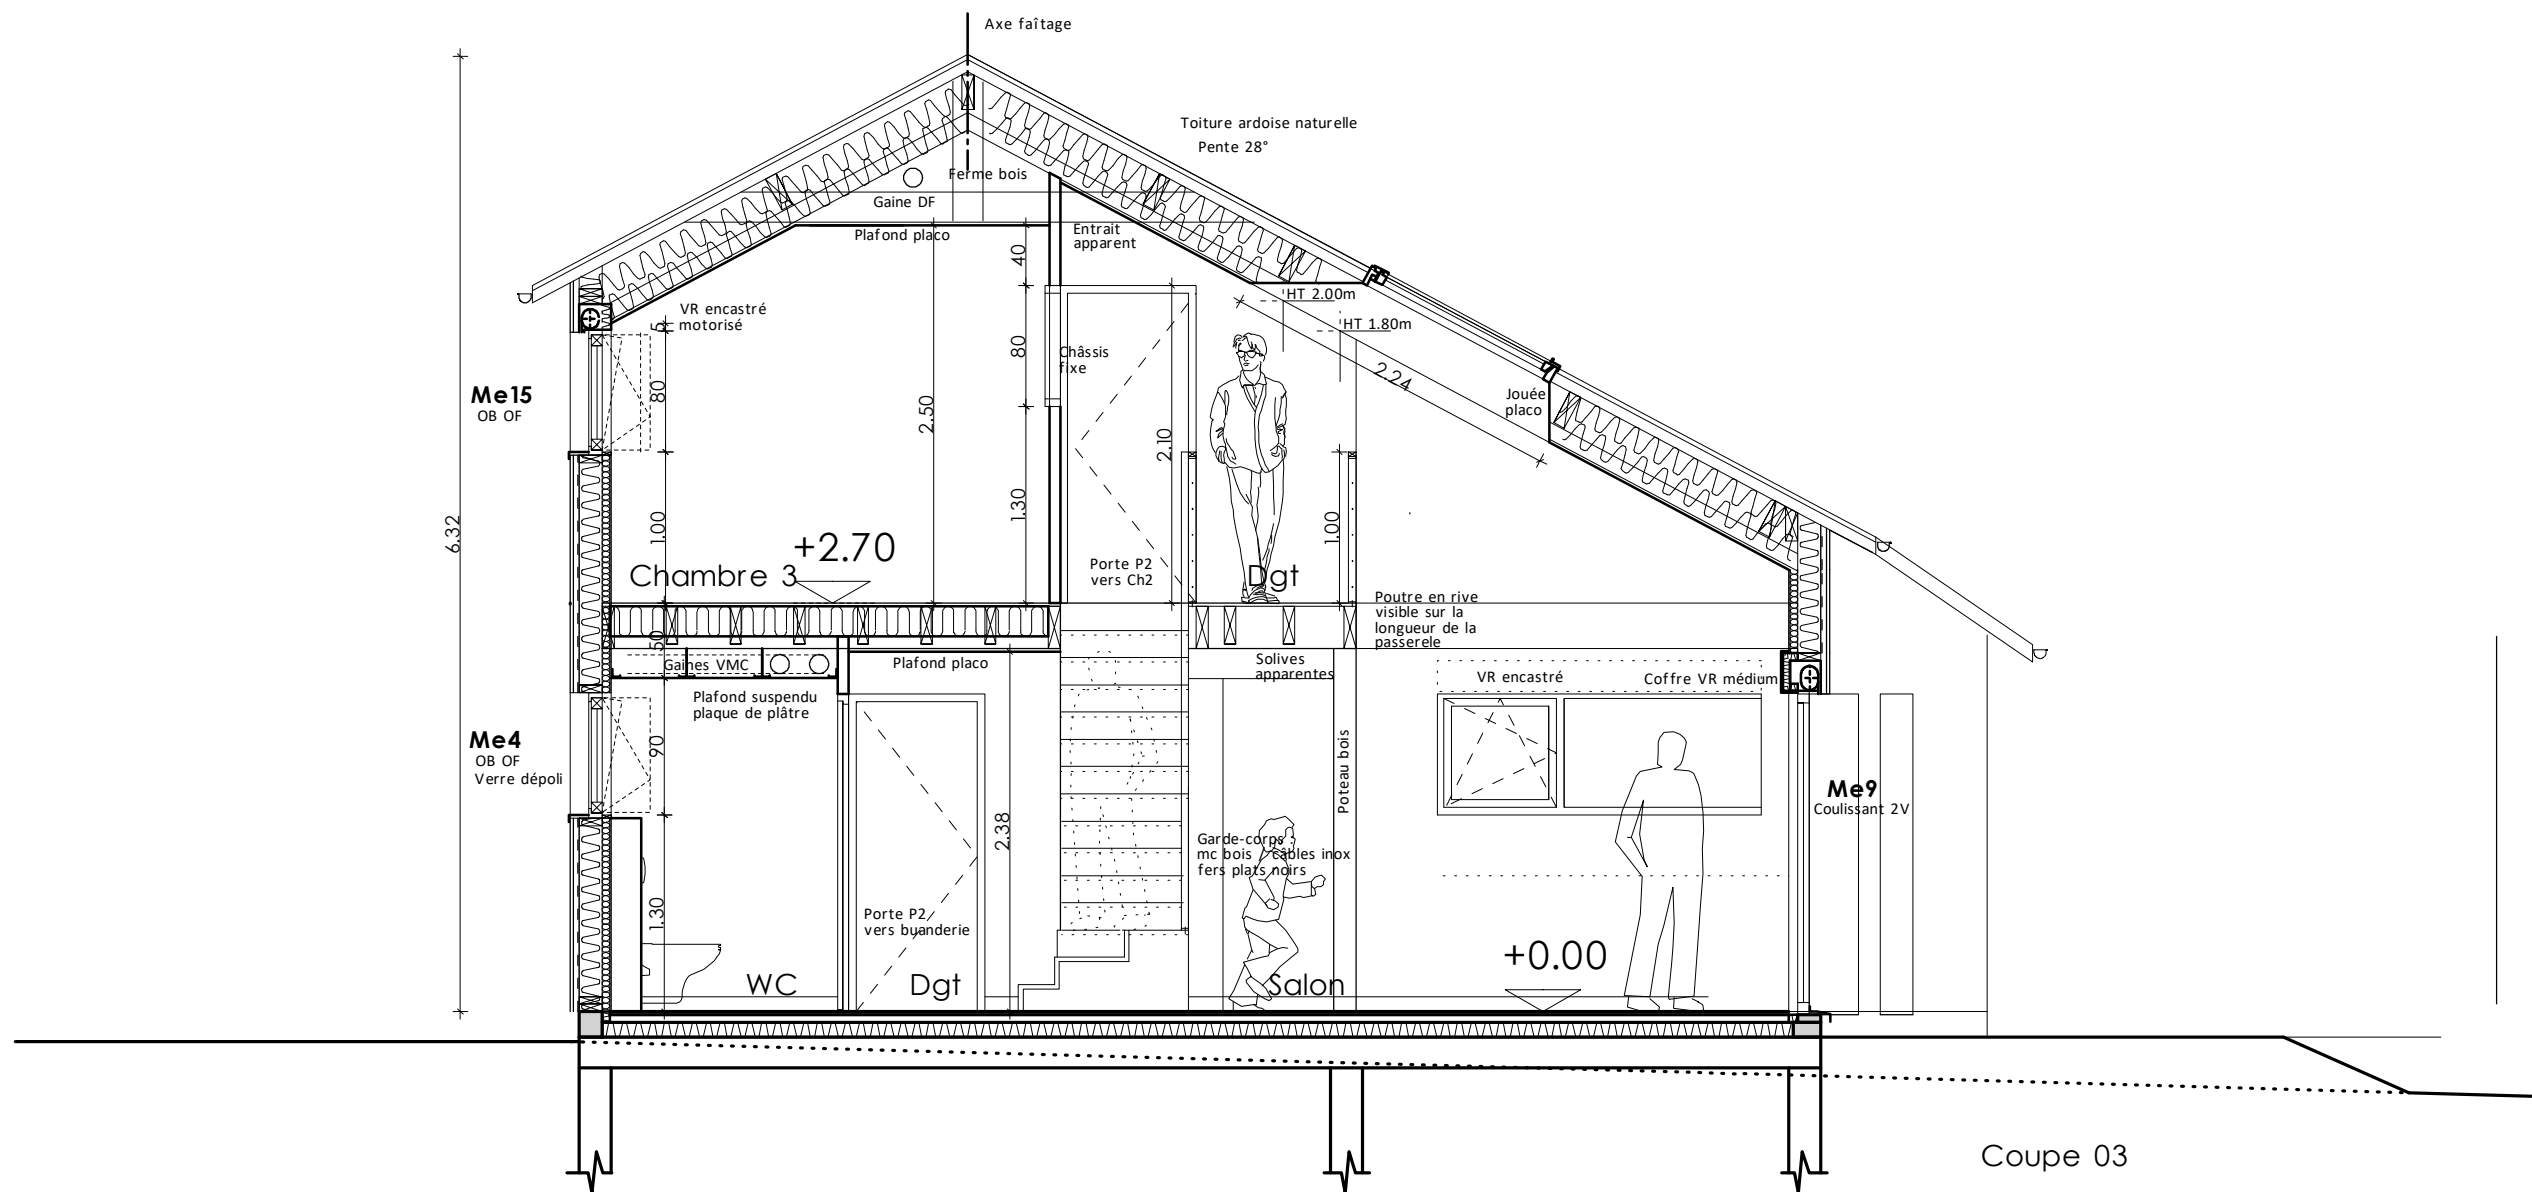 Axe faîtage
Toiture ardoise naturelle
Pente 28°
Ferme bois
Gaine DF
Plafond placo
Entrait
apparent
40
VR encastré
motorisé
5
HT 2.00m
HT 1.80m
Châssis
fixe
80
2.24
Me15
OB OF
80
2.50
2.10
Jouée
placo
6.32
1.00
1.30
1.00
+2.70
Chambre 3
Porte P2
vers Ch2
Dgt
Poutre en rive
visible sur la
longueur de la
passerele
50
Gaines VMC
Plafond placo
Solives
apparentes
VR encastré
Coffre VR médium
Plafond suspendu
plaque de plâtre
Me4
OB OF
Verre dépoli
90
Poteau bois
Me9
Coulissant 2V
2.38
Garde-corps :
mc bois / câbles inox
fers plats noirs
1.30
Porte P2
vers buanderie
+0.00
WC
Dgt
Salon
Coupe 03